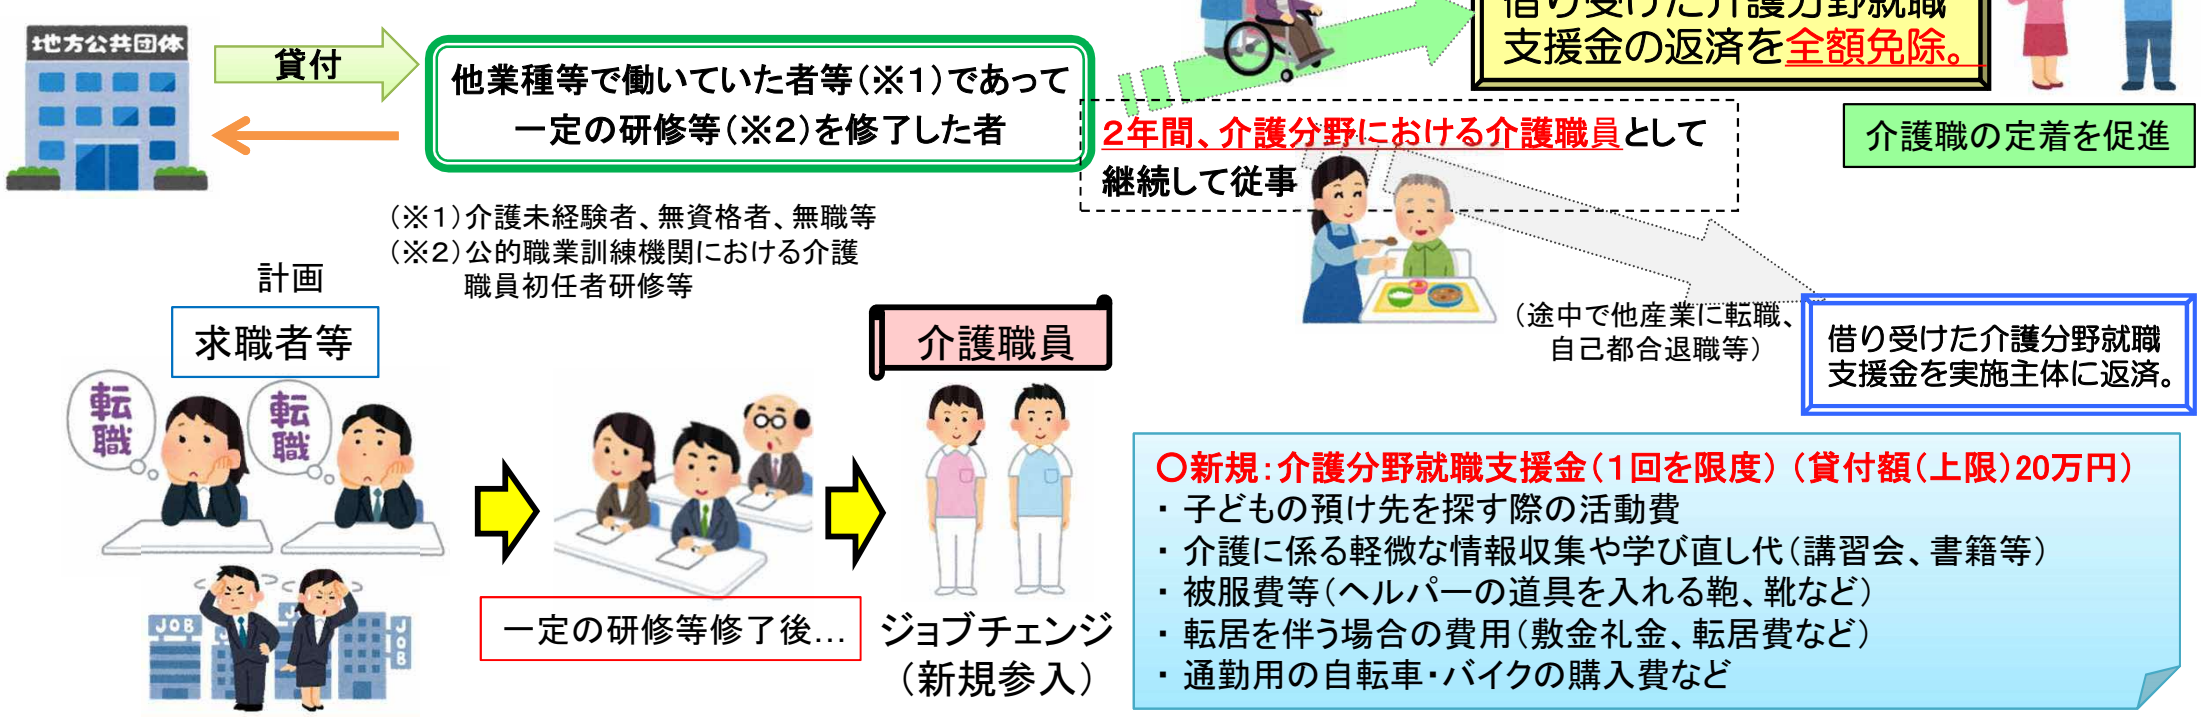 地方公共団体
貸付
他業種等で働いていた者等(※1)であって
一定の研修等(※2)を修了した者
(※1)介護未経験者、無資格者、無職等
(※2)公的職業訓練機関における介護
職員初任者研修等
借り受けた介護分野就職
支援金の返済を全額免除。
2年間、介護分野における介護職員として
継続して従事
介護職の定着を促進
(途中で他産業に転職、
自己都合退職等)
借り受けた介護分野就職
支援金を実施主体に返済。
計画
求職者等
転職
転職
JOB
JOB
一定の研修等修了後…
介護職員
ジョブチェンジ
(新規参入)
○新規:介護分野就職支援金(1回を限度)(貸付額(上限)20万円)
・ 子どもの預け先を探す際の活動費
・ 介護に係る軽微な情報収集や学び直し代(講習会、書籍等)
・ 被服費等(ヘルパーの道具を入れる鞄、靴など)
・ 転居を伴う場合の費用(敷金礼金、転居費など)
・ 通勤用の自転車・バイクの購入費など